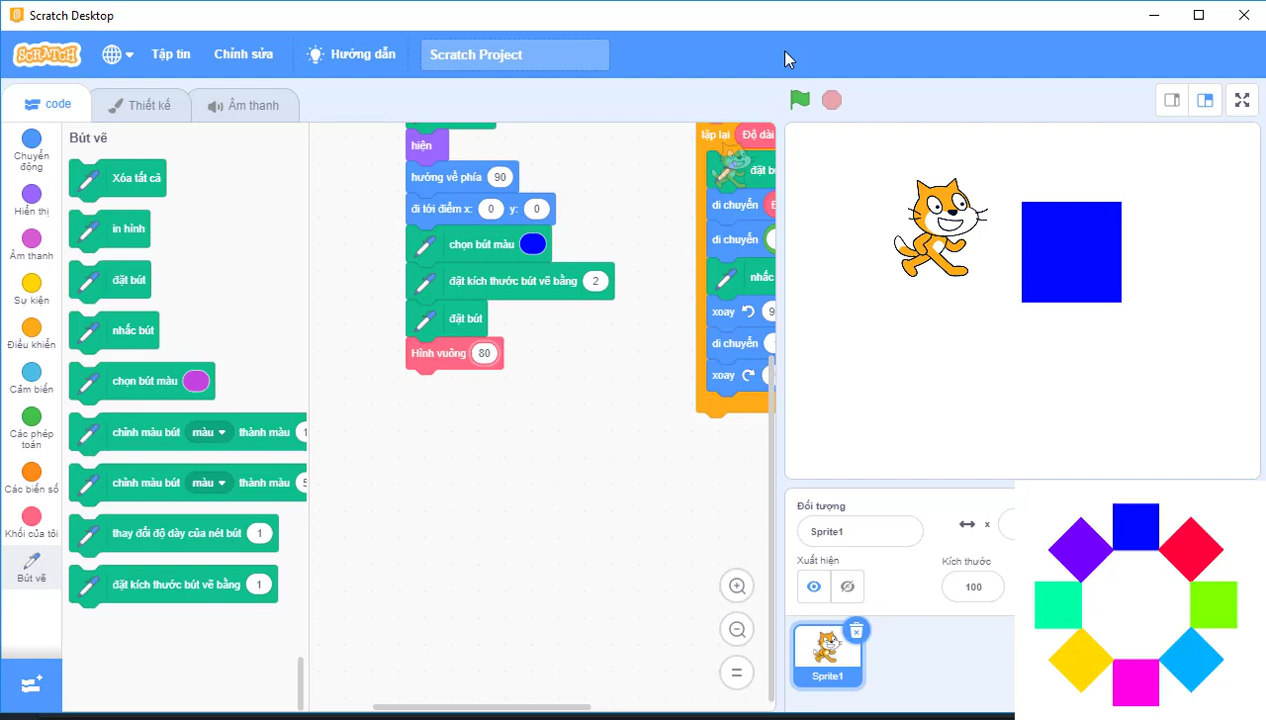 Scratch Desktop
SCRATCH
Tập tin
Chỉnh sửa
Hướng dẫn
Scratch Project
code
Thiết kế
Âm thanh
Chuyển động
Hiển thị
Âm thanh
Sự kiện
Điều khiển
Cảm biến
Các phép toán
Các biến số
Khối của tôi
Bút vẽ
Bút vẽ
Xóa tất cả
in hình
đặt bút
nhấc bút
chọn bút màu
chỉnh màu bút màu thành màu
chỉnh màu bút màu thành màu
thay đổi độ dày của nét bút 1
đặt kích thước bút vẽ bằng 1
hiện
hướng về phía 90
đi tới điểm x: 0 y: 0
chọn bút màu
đặt kích thước bút vẽ bằng 2
đặt bút
Hình vuông 80
lặp lại Độ dài
đặt
di chuyển
di chuyển
nhấc
xoay 9
di chuyển
xoay
Đối tượng
Sprite1
x
Xuất hiện
Kích thước
100
Sprite1